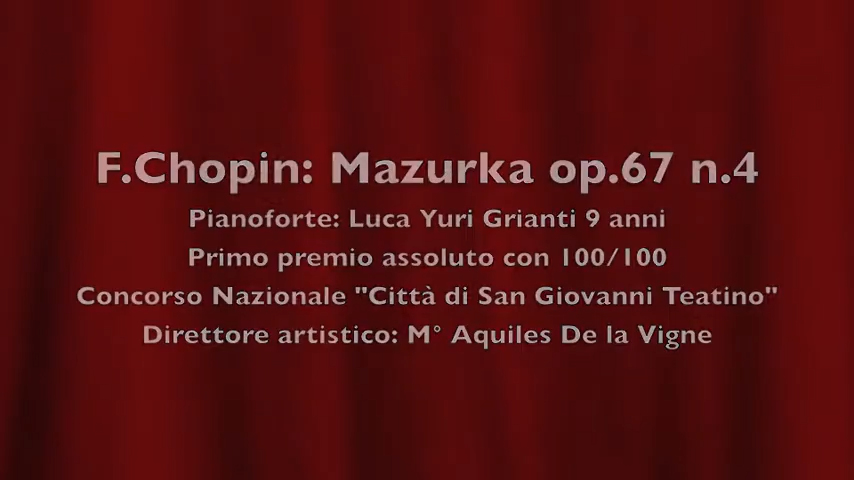 F.Chopin: Mazurka op.67 n.4
Pianoforte: Luca Yuri Grianti 9 anni
Primo premio assoluto con 100/100
Concorso Nazionale "Città di San Giovanni Teatino"
Direttore artistico: M° Aquiles De la Vigne